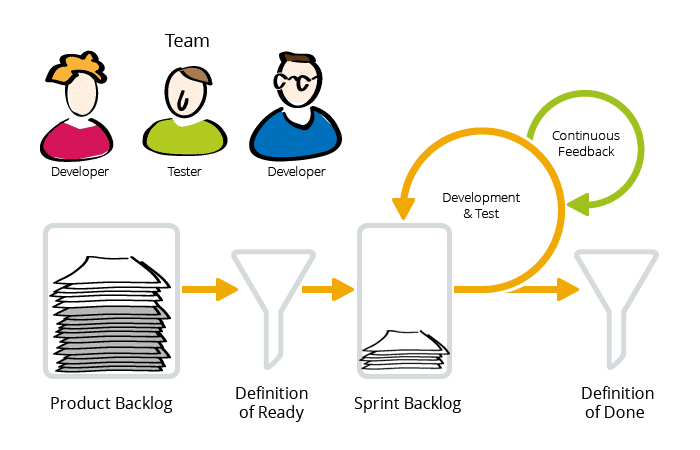 Team
Developer
Tester
Developer
Continuous
Feedback
Development
& Test
Product Backlog
Definition
of Ready
Sprint Backlog
Definition
of Done